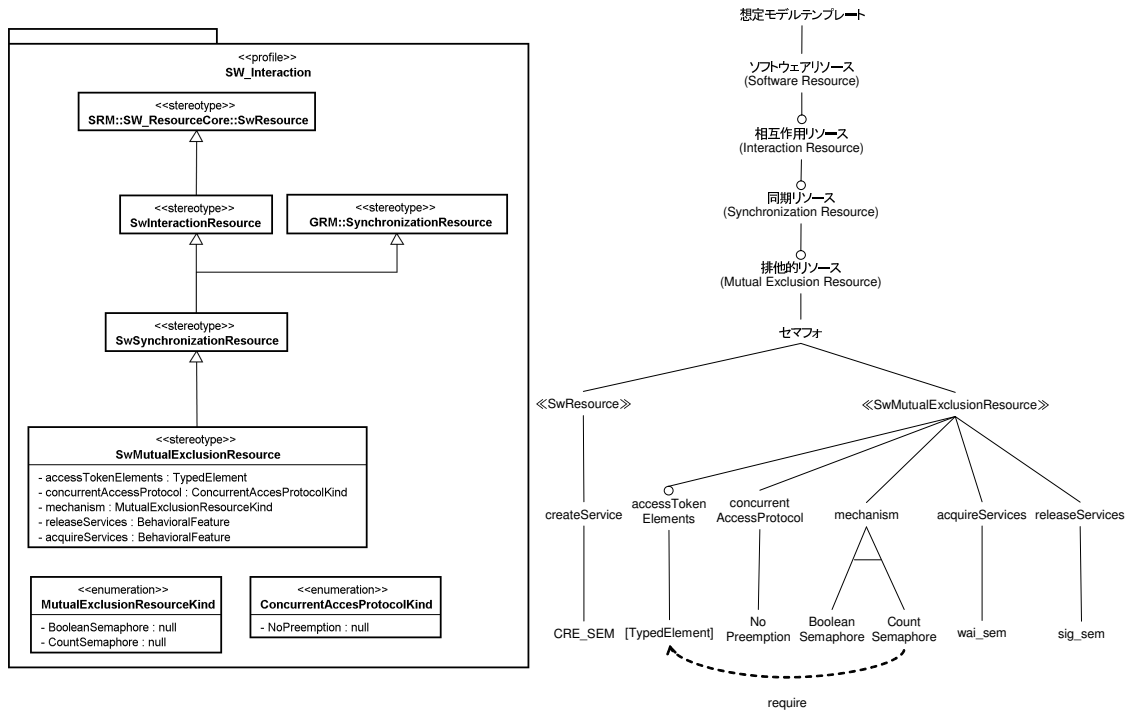 <<profile>>
SW_Interaction
<<stereotype>>
SRM::SW_ResourceCore::SwResource
<<stereotype>>
SwInteractionResource
<<stereotype>>
GRM::SynchronizationResource
<<stereotype>>
SwSynchronizationResource
<<stereotype>>
SwMutualExclusionResource
- accessTokenElements : TypedElement
- concurrentAccessProtocol : ConcurrentAccesProtocolKind
- mechanism : MutualExclusionResourceKind
- releaseServices : BehavioralFeature
- acquireServices : BehavioralFeature
<<enumeration>>
MutualExclusionResourceKind
- BooleanSemaphore : null
- CountSemaphore : null
<<enumeration>>
ConcurrentAccesProtocolKind
- NoPreemption : null
想定モデルテンプレート
ソフトウェアリソース
(Software Resource)
相互作用リソース
(Interaction Resource)
同期リソース
(Synchronization Resource)
排他的リソース
(Mutual Exclusion Resource)
セマフォ
≪SwResource≫
≪SwMutualExclusionResource≫
createService
accessToken
Elements
concurrent
AccessProtocol
mechanism
acquireServices
releaseServices
CRE_SEM
[TypedElement]
No
Preemption
Boolean
Semaphore
Count
Semaphore
wai_sem
sig_sem
require